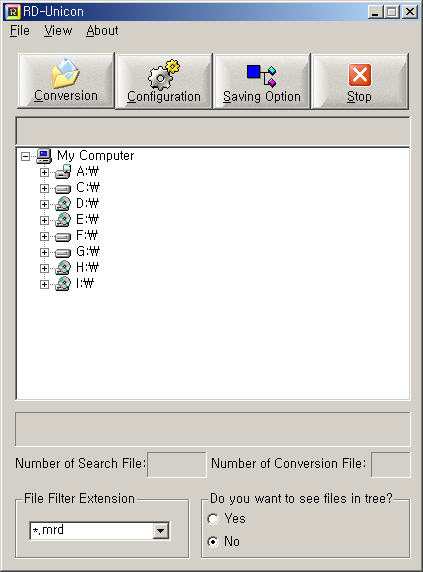 RD-Unicon
File View About
Conversion Configuration Saving Option Stop
My Computer
A:₩
C:₩
D:₩
E:₩
F:₩
G:₩
H:₩
I:₩
Number of Search File: Number of Conversion File:
File Filter Extension Do you want to see files in tree?
Yes
*.mrd
No